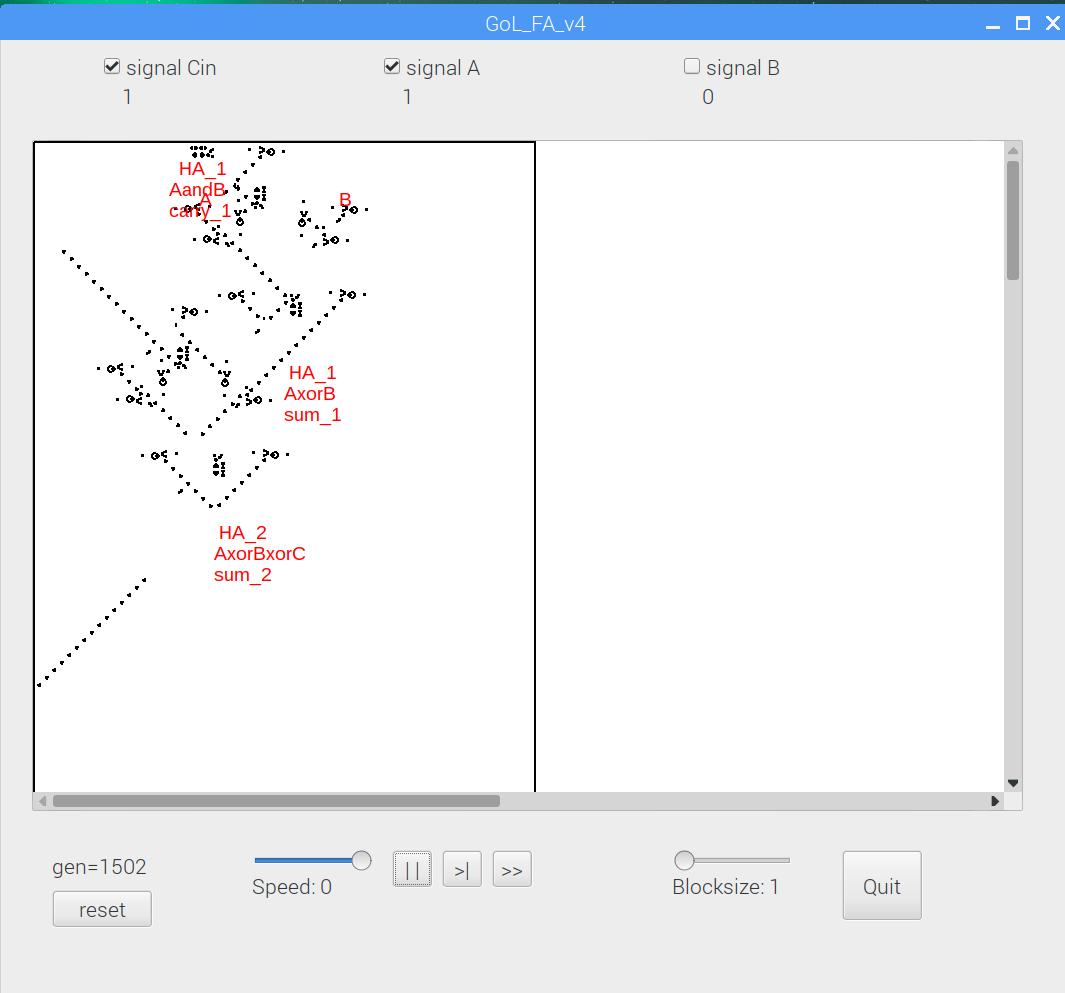 GoL_FA_v4
signal Cin
signal A
signal B
1
1
0
HA_1
AandB
carry_1
A
B
HA_1
AxorB
sum_1
HA_2
AxorBxorC
sum_2
gen=1502
reset
Speed: 0
||
>|
>>
Blocksize: 1
Quit